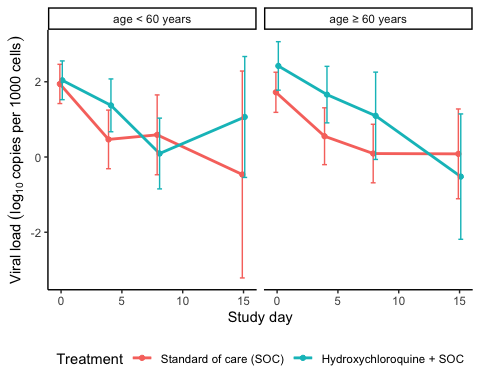 age < 60 years
age ≥ 60 years
Viral load (log10 copies per 1000 cells)
2
0
-2
0 5 10 15
0 5 10 15
Study day
Treatment Standard of care (SOC) Hydroxychloroquine + SOC